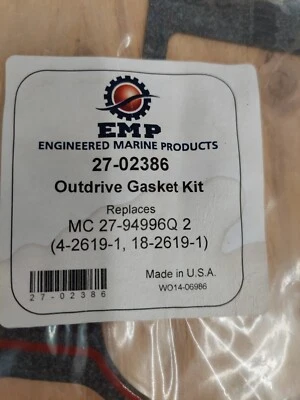 EMP
ENGINEERED MARINE PRODUCTS
27-02386
Outdrive Gasket Kit
Replaces
MC 27-94996Q 2
(4-2619-1, 18-2619-1)
Made in U.S.A.
27-02386
WO14-06986